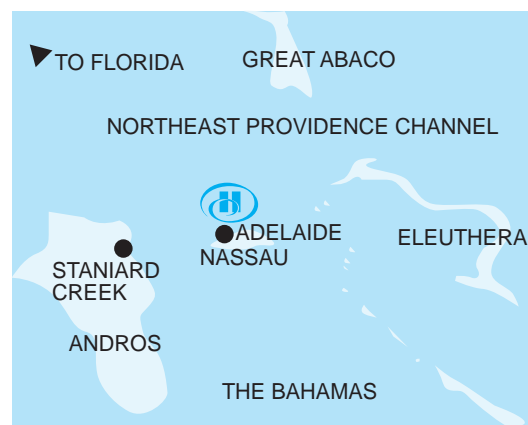 TO FLORIDA
GREAT ABACO
NORTHEAST PROVIDENCE CHANNEL
H
ADELAIDE
NASSAU
ELEUTHERA
STANIARD
CREEK
ANDROS
THE BAHAMAS